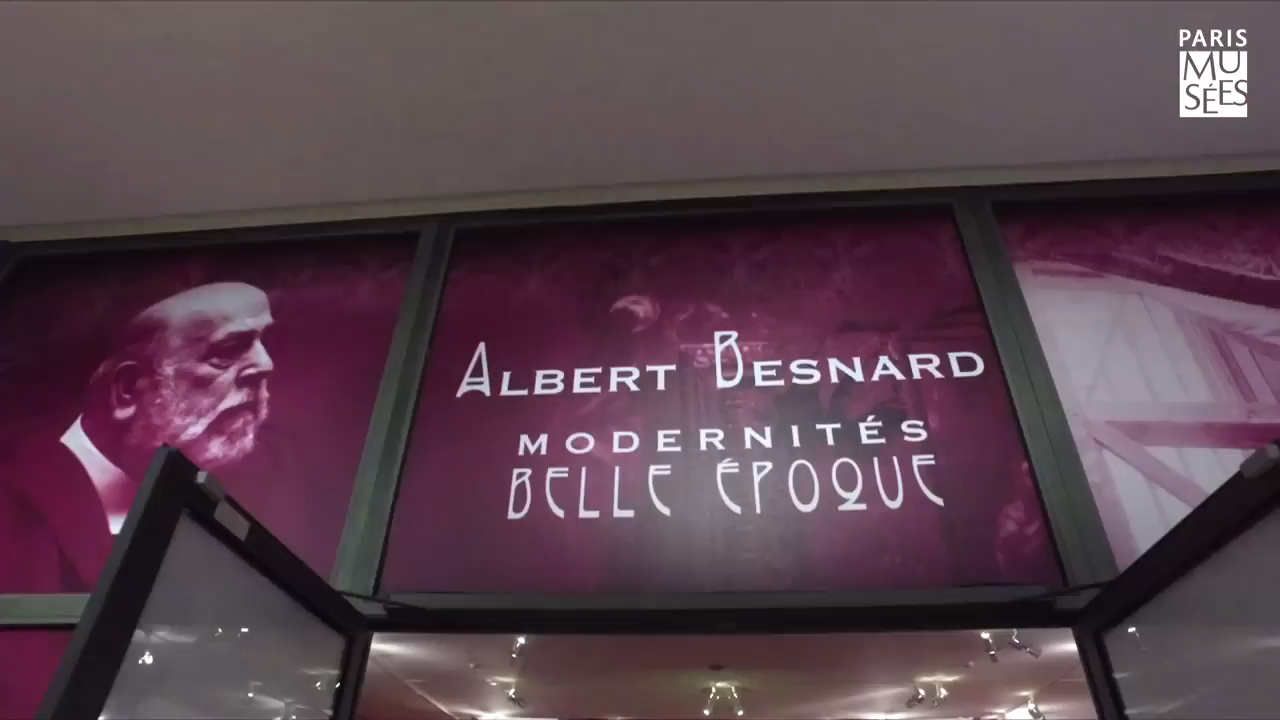 PARIS
MU
SÉES
ALBERT BESNARD
MODERNITÉS
BELLE ÉPOQUE